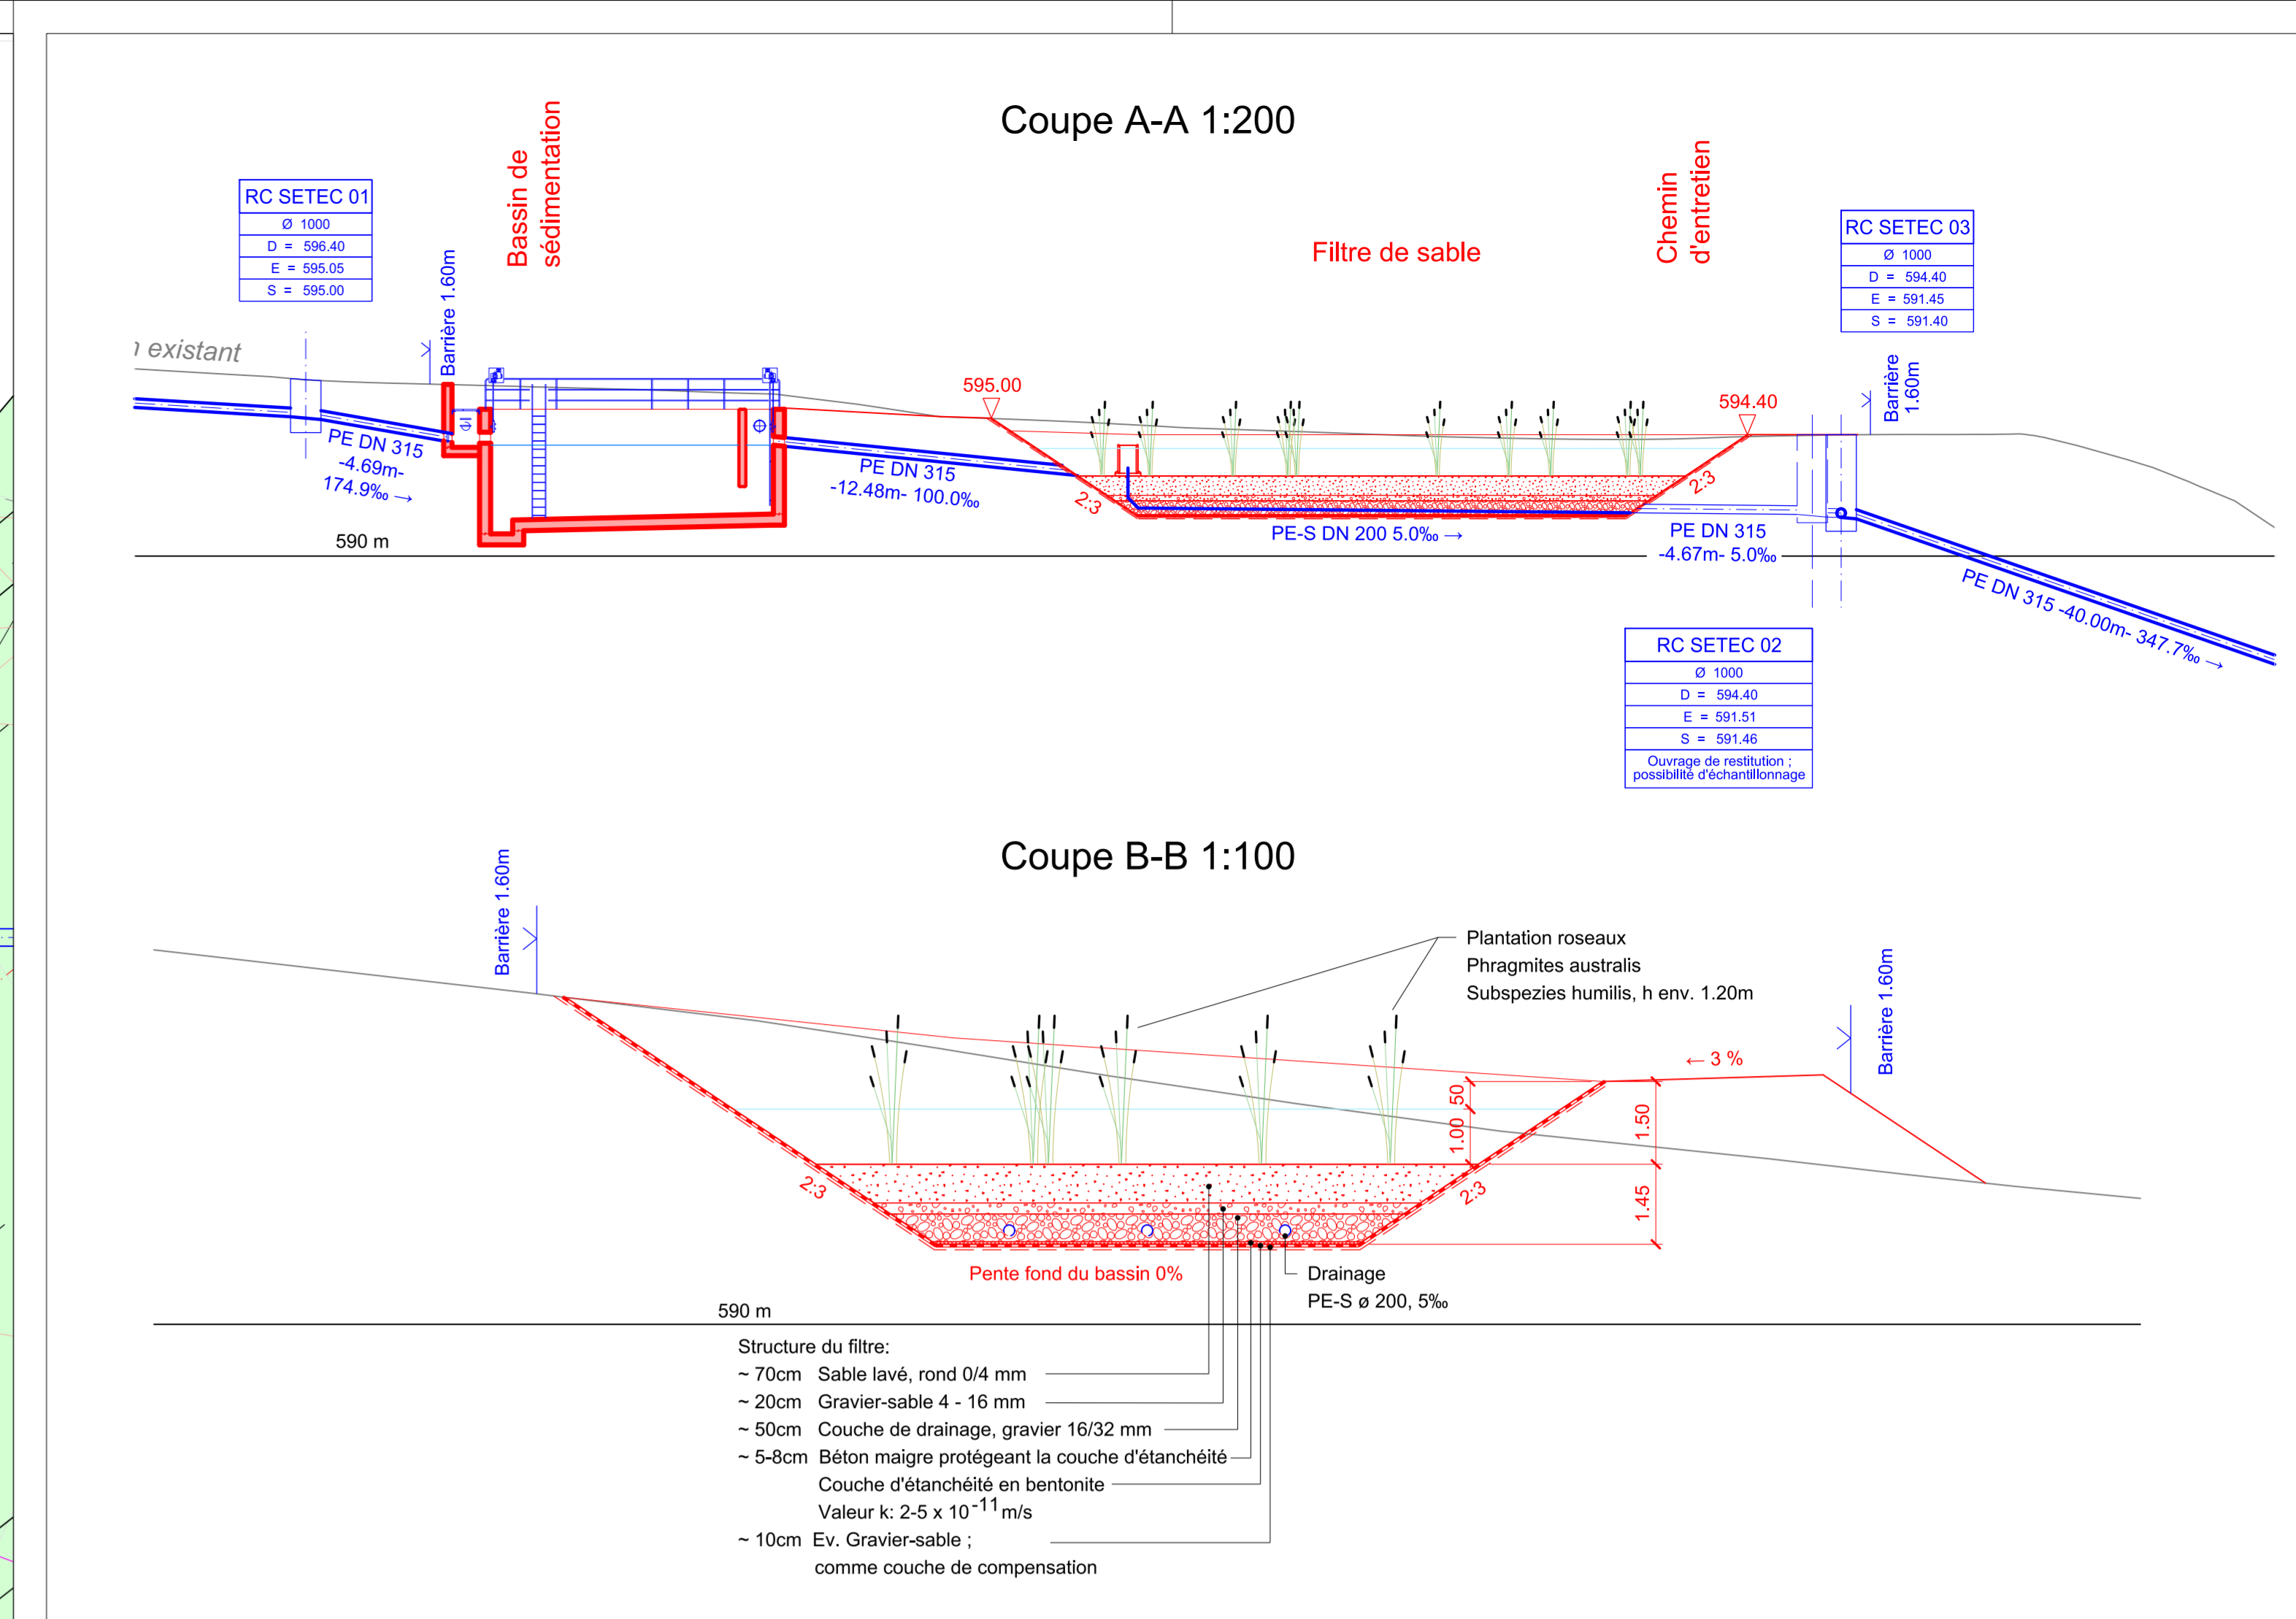 Coupe A-A 1:200
Bassin de
sédimentation
Chemin
d'entretien
Filtre de sable
RC SETEC 01
Ø 1000
D = 596.40
E = 595.05
S = 595.00
RC SETEC 03
Ø 1000
D = 594.40
E = 591.45
S = 591.40
Barrière 1.60m
existant
Barrière
1.60m
595.00
594.40
PE DN 315
-4.69m-
174.9‰ →
PE DN 315
-12.48m- 100.0‰
2:3
2:3
590 m
PE-S DN 200 5.0‰ →
PE DN 315
-4.67m- 5.0‰
PE DN 315 -40.00m- 347.7‰ →
RC SETEC 02
Ø 1000
D = 594.40
E = 591.51
S = 591.46
Ouvrage de restitution ;
possibilité d'échantillonnage
Coupe B-B 1:100
Barrière 1.60m
Plantation roseaux
Phragmites australis
Subspezies humilis, h env. 1.20m
Barrière 1.60m
← 3 %
50
1.00
1.50
1.45
2:3
2:3
Pente fond du bassin 0%
Drainage
PE-S ø 200, 5‰
590 m
Structure du filtre:
~ 70cm Sable lavé, rond 0/4 mm
~ 20cm Gravier-sable 4 - 16 mm
~ 50cm Couche de drainage, gravier 16/32 mm
~ 5-8cm Béton maigre protégeant la couche d'étanchéité
Couche d'étanchéité en bentonite
Valeur k: 2-5 x 10⁻¹¹ m/s
~ 10cm Ev. Gravier-sable ;
comme couche de compensation